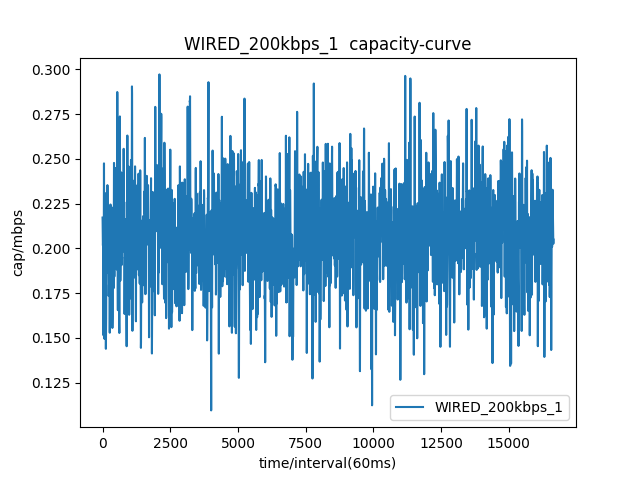 WIRED_200kbps_1  capacity-curve
cap/mbps
0.300
0.275
0.250
0.225
0.200
0.175
0.150
0.125
WIRED_200kbps_1
0 2500 5000 7500 10000 12500 15000
time/interval(60ms)